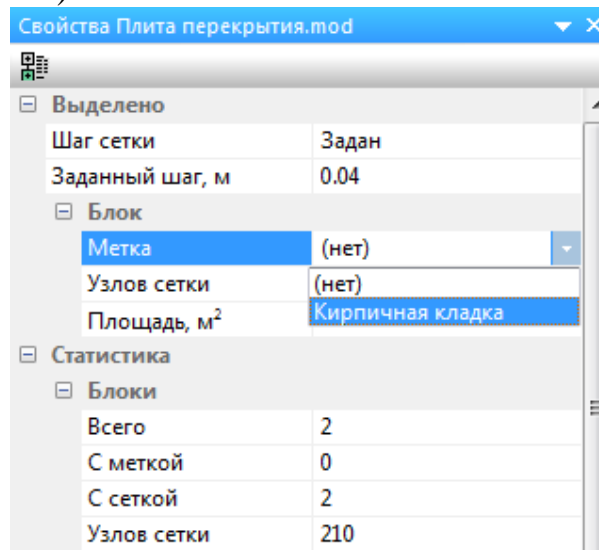 Свойства Плита перекрытия.mod
Выделено
Шаг сетки Задан
Заданный шаг, м 0.04
Блок
Метка (нет)
Узлов сетки (нет)
Площадь, м² Кирпичная кладка
Статистика
Блоки
Всего 2
С меткой 0
С сеткой 2
Узлов сетки 210